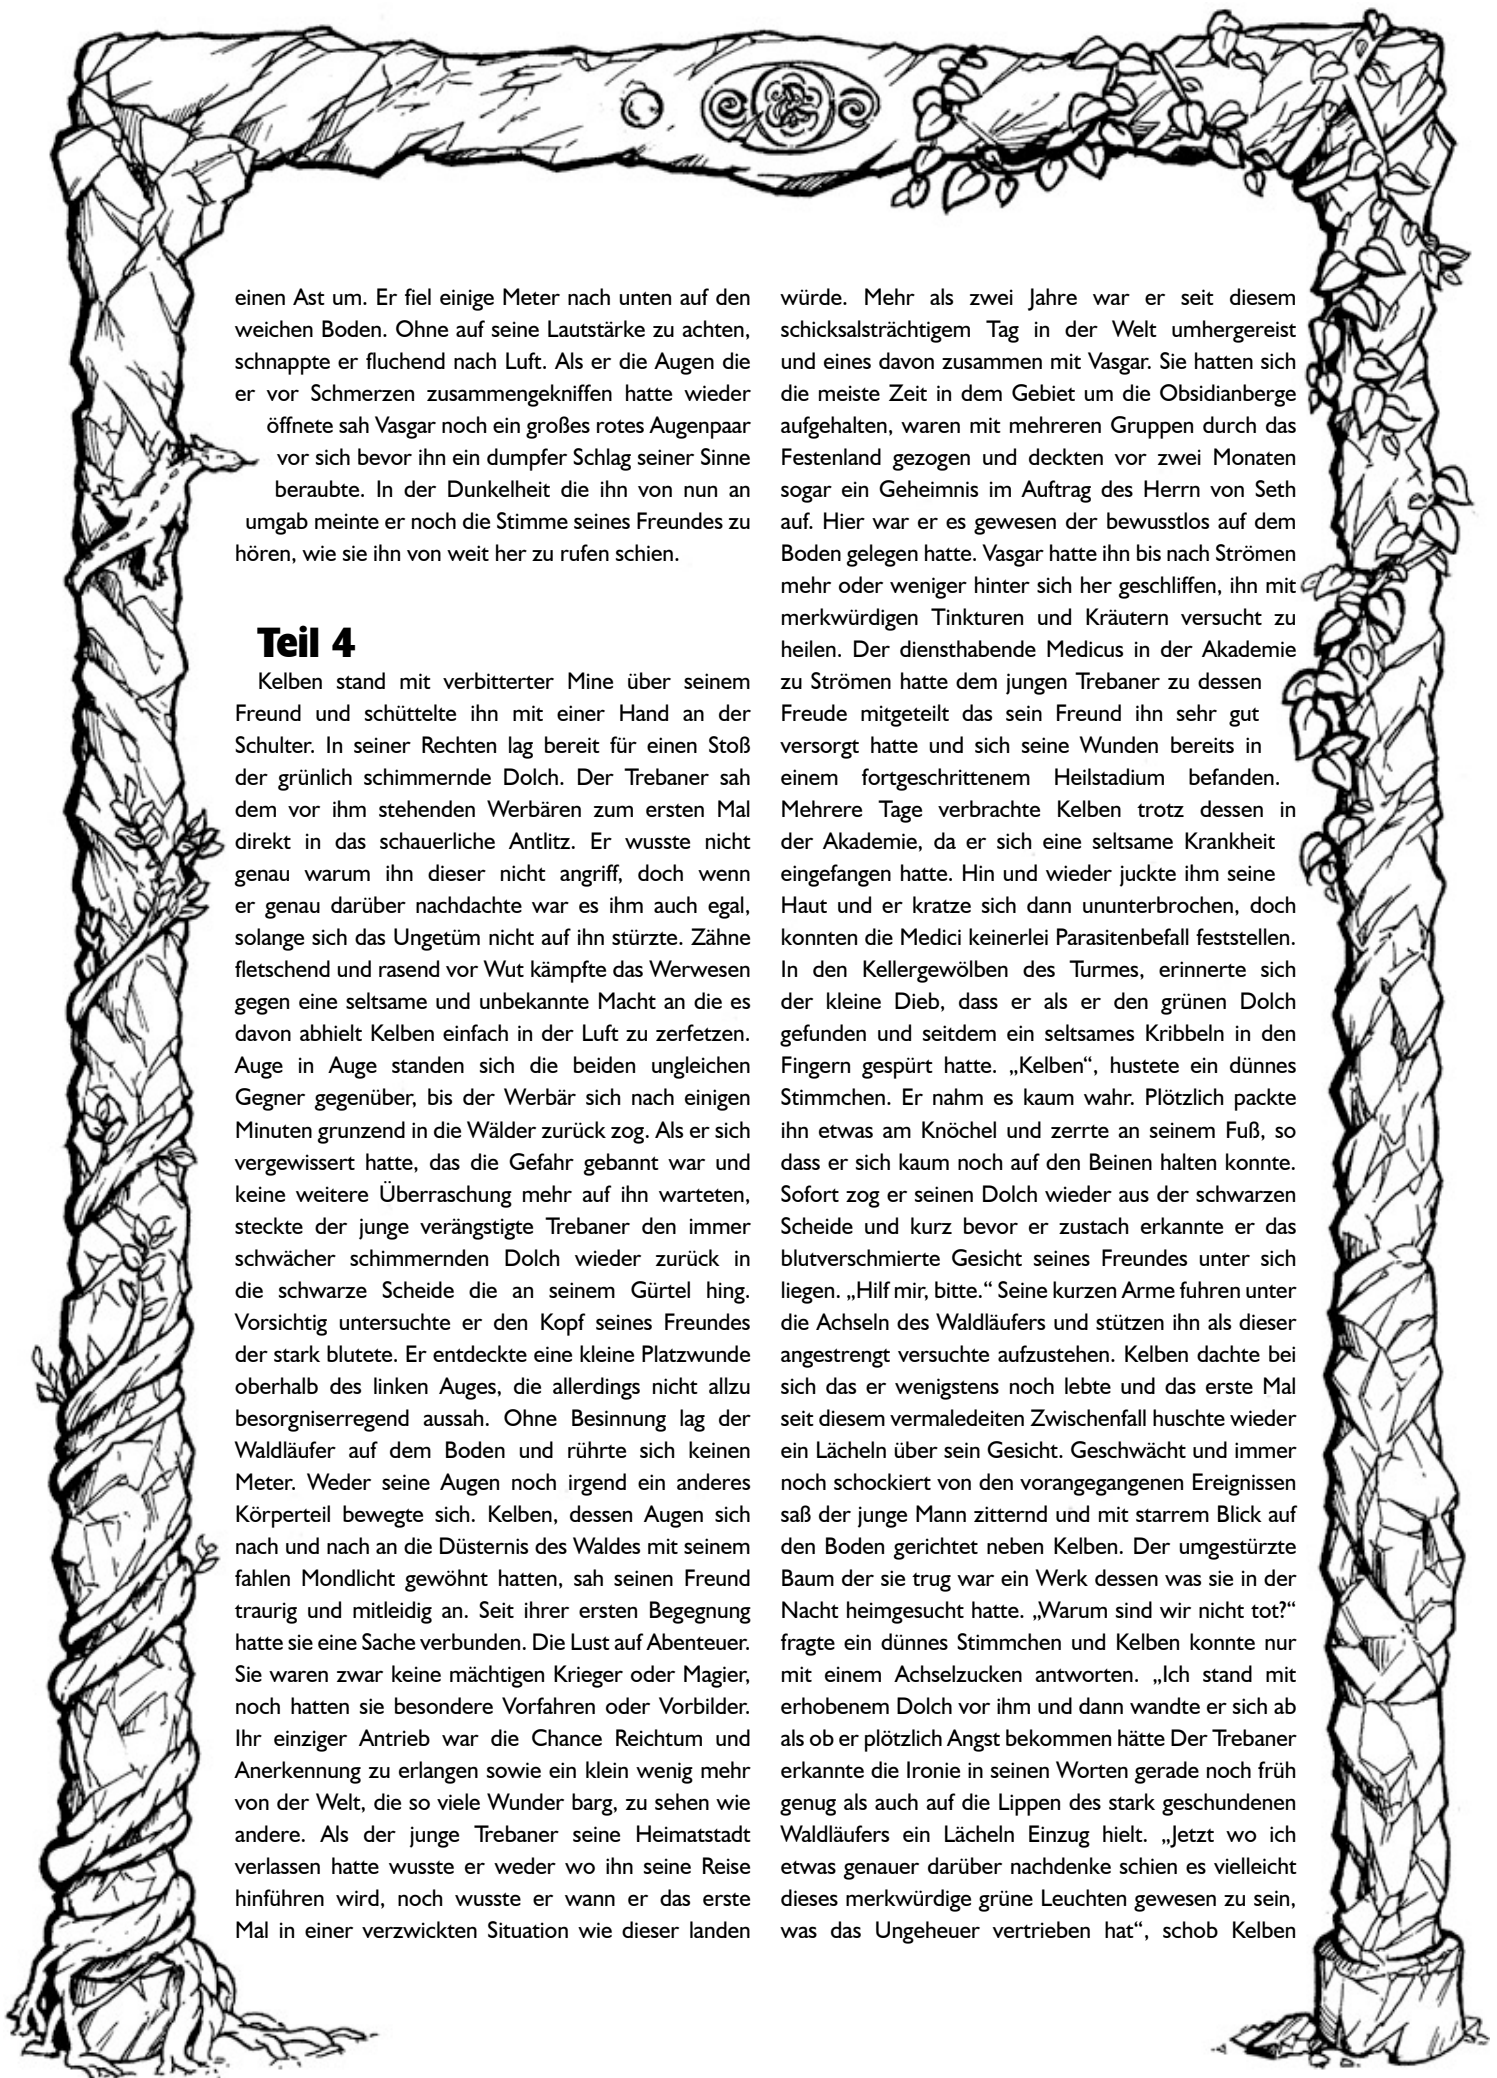 einen Ast um. Er fiel einige Meter nach unten auf den
weichen Boden. Ohne auf seine Lautstärke zu achten,
schnappte er fluchend nach Luft. Als er die Augen die
er vor Schmerzen zusammengekniffen hatte wieder
öffnete sah Vasgar noch ein großes rotes Augenpaar
vor sich bevor ihn ein dumpfer Schlag seiner Sinne
beraubte. In der Dunkelheit die ihn von nun an
umgab meinte er noch die Stimme seines Freundes zu
hören, wie sie ihn von weit her zu rufen schien.
Teil 4
Kelben stand mit verbitterter Mine über seinem
Freund und schüttelte ihn mit einer Hand an der
Schulter. In seiner Rechten lag bereit für einen Stoß
der grünlich schimmernde Dolch. Der Trebaner sah
dem vor ihm stehenden Werbären zum ersten Mal
direkt in das schauerliche Antlitz. Er wusste nicht
genau warum ihn dieser nicht angriff, doch wenn
er genau darüber nachdachte war es ihm auch egal,
solange sich das Ungetüm nicht auf ihn stürzte. Zähne
fletschend und rasend vor Wut kämpfte das Werwesen
gegen eine seltsame und unbekannte Macht an die es
davon abhielt Kelben einfach in der Luft zu zerfetzen.
Auge in Auge standen sich die beiden ungleichen
Gegner gegenüber, bis der Werbär sich nach einigen
Minuten grunzend in die Wälder zurück zog. Als er sich
vergewissert hatte, das die Gefahr gebannt war und
keine weitere Überraschung mehr auf ihn warteten,
steckte der junge verängstigte Trebaner den immer
schwächer schimmernden Dolch wieder zurück in
die schwarze Scheide die an seinem Gürtel hing.
Vorsichtig untersuchte er den Kopf seines Freundes
der stark blutete. Er entdeckte eine kleine Platzwunde
oberhalb des linken Auges, die allerdings nicht allzu
besorgniserregend aussah. Ohne Besinnung lag der
Waldläufer auf dem Boden und rührte sich keinen
Meter. Weder seine Augen noch irgend ein anderes
Körperteil bewegte sich. Kelben, dessen Augen sich
nach und nach an die Düsternis des Waldes mit seinem
fahlen Mondlicht gewöhnt hatten, sah seinen Freund
traurig und mitleidig an. Seit ihrer ersten Begegnung
hatte sie eine Sache verbunden. Die Lust auf Abenteuer.
Sie waren zwar keine mächtigen Krieger oder Magier,
noch hatten sie besondere Vorfahren oder Vorbilder.
Ihr einziger Antrieb war die Chance Reichtum und
Anerkennung zu erlangen sowie ein klein wenig mehr
von der Welt, die so viele Wunder barg, zu sehen wie
andere. Als der junge Trebaner seine Heimatstadt
verlassen hatte wusste er weder wo ihn seine Reise
hinführen wird, noch wusste er wann er das erste
Mal in einer verzwickten Situation wie dieser landen
würde. Mehr als zwei Jahre war er seit diesem
schicksalsträchtigem Tag in der Welt umhergereist
und eines davon zusammen mit Vasgar. Sie hatten sich
die meiste Zeit in dem Gebiet um die Obsidianberge
aufgehalten, waren mit mehreren Gruppen durch das
Festenland gezogen und deckten vor zwei Monaten
sogar ein Geheimnis im Auftrag des Herrn von Seth
auf. Hier war er es gewesen der bewusstlos auf dem
Boden gelegen hatte. Vasgar hatte ihn bis nach Strömen
mehr oder weniger hinter sich her geschliffen, ihn mit
merkwürdigen Tinkturen und Kräutern versucht zu
heilen. Der diensthabende Medicus in der Akademie
zu Strömen hatte dem jungen Trebaner zu dessen
Freude mitgeteilt das sein Freund ihn sehr gut
versorgt hatte und sich seine Wunden bereits in
einem fortgeschrittenem Heilstadium befanden.
Mehrere Tage verbrachte Kelben trotz dessen in
der Akademie, da er sich eine seltsame Krankheit
eingefangen hatte. Hin und wieder juckte ihm seine
Haut und er kratze sich dann ununterbrochen, doch
konnten die Medici keinerlei Parasitenbefall feststellen.
In den Kellergewölben des Turmes, erinnerte sich
der kleine Dieb, dass er als er den grünen Dolch
gefunden und seitdem ein seltsames Kribbeln in den
Fingern gespürt hatte. „Kelben“, hustete ein dünnes
Stimmchen. Er nahm es kaum wahr. Plötzlich packte
ihn etwas am Knöchel und zerrte an seinem Fuß, so
dass er sich kaum noch auf den Beinen halten konnte.
Sofort zog er seinen Dolch wieder aus der schwarzen
Scheide und kurz bevor er zustach erkannte er das
blutverschmierte Gesicht seines Freundes unter sich
liegen. „Hilf mir, bitte.“ Seine kurzen Arme fuhren unter
die Achseln des Waldläufers und stützen ihn als dieser
angestrengt versuchte aufzustehen. Kelben dachte bei
sich das er wenigstens noch lebte und das erste Mal
seit diesem vermaledeiten Zwischenfall huschte wieder
ein Lächeln über sein Gesicht. Geschwächt und immer
noch schockiert von den vorangegangenen Ereignissen
saß der junge Mann zitternd und mit starrem Blick auf
den Boden gerichtet neben Kelben. Der umgestürzte
Baum der sie trug war ein Werk dessen was sie in der
Nacht heimgesucht hatte. „Warum sind wir nicht tot?“
fragte ein dünnes Stimmchen und Kelben konnte nur
mit einem Achselzucken antworten. „Ich stand mit
erhobenem Dolch vor ihm und dann wandte er sich ab
als ob er plötzlich Angst bekommen hätte Der Trebaner
erkannte die Ironie in seinen Worten gerade noch früh
genug als auch auf die Lippen des stark geschundenen
Waldläufers ein Lächeln Einzug hielt. „Jetzt wo ich
etwas genauer darüber nachdenke schien es vielleicht
dieses merkwürdige grüne Leuchten gewesen zu sein,
was das Ungeheuer vertrieben hat“, schob Kelben